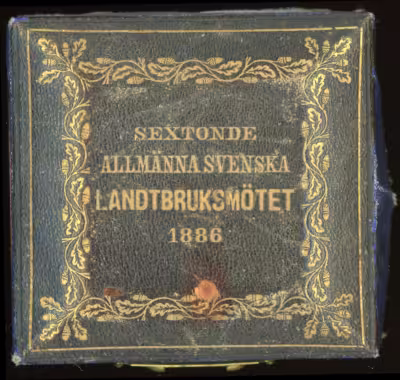 SEXTONDE
ALLMÄNNA SVENSKA
LANDTBRUKSMÖTET
1886